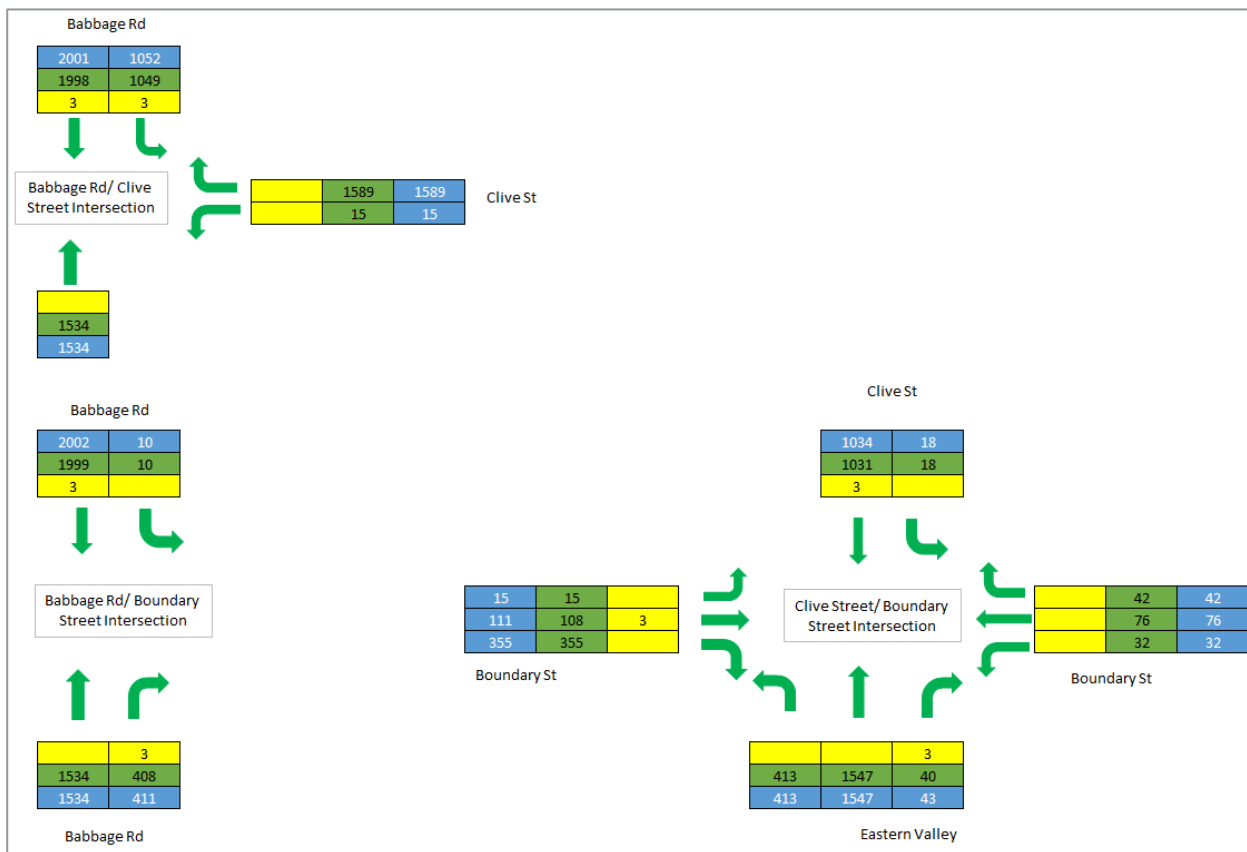 Babbage Rd
2001 1052
1998 1049
3 3
Babbage Rd/ Clive
Street Intersection
1589 1589
15 15
Clive St
1534
1534
Babbage Rd
2002 10
1999 10
3
Babbage Rd/ Boundary
Street Intersection
1534 408
1534 411
3
Babbage Rd
Clive St
1034 18
1031 18
3
15 15
111 108 3
355 355
Boundary St
Clive Street/ Boundary
Street Intersection
42 42
76 76
32 32
Boundary St
3
413 1547 40
413 1547 43
Eastern Valley